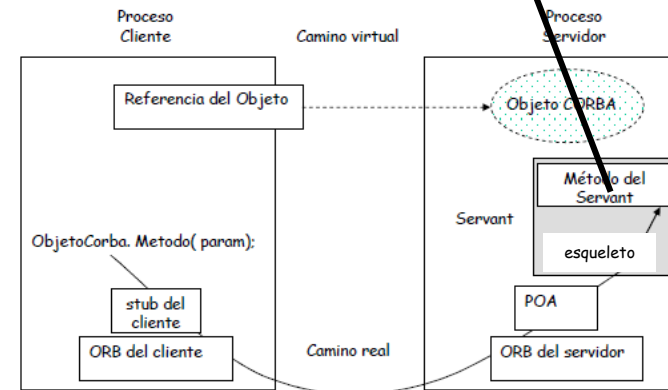 Proceso
Cliente
Camino virtual
Proceso
Servidor
Referencia del Objeto
Objeto CORBA
Método del
Servant
Servant
esqueleto
ObjetoCorba. Metodo( param);
stub del
cliente
POA
ORB del cliente
Camino real
ORB del servidor